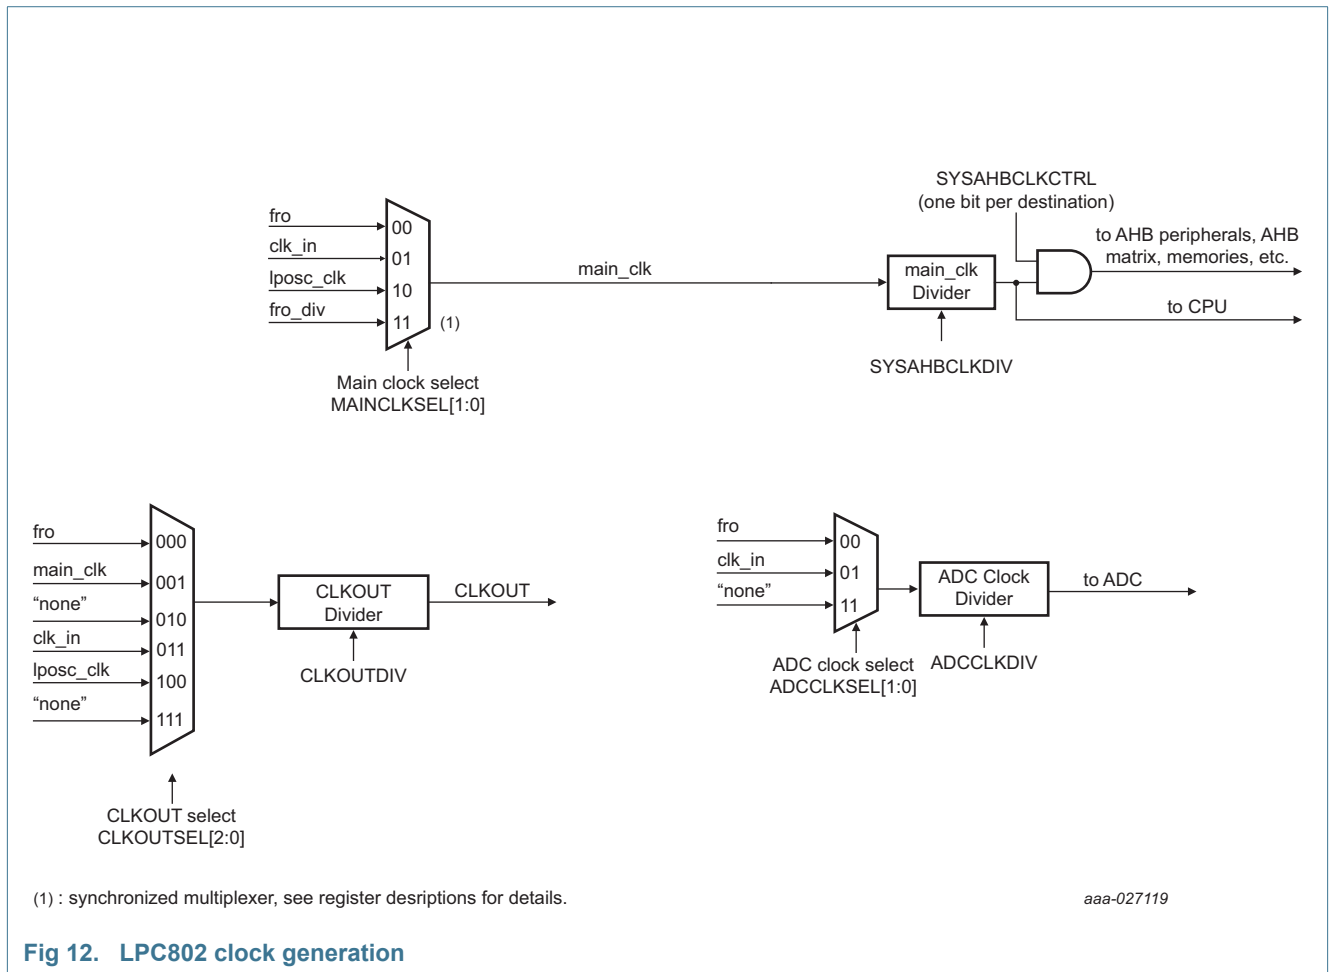 SYSAHBCLKCTRL
(one bit per destination)
to AHB peripherals, AHB
matrix, memories, etc.
fro
00
clk_in
01
lposc_clk
10
fro_div
11
(1)
main_clk
main_clk
Divider
to CPU
SYSAHBCLKDIV
Main clock select
MAINCLKSEL[1:0]
fro
000
main_clk
001
“none”
010
clk_in
011
lposc_clk
100
“none”
111
CLKOUT
Divider
CLKOUT
CLKOUTDIV
CLKOUT select
CLKOUTSEL[2:0]
fro
00
clk_in
01
“none”
11
ADC Clock
Divider
to ADC
ADC clock select
ADCCLKSEL[1:0]
ADCCLKDIV
(1) : synchronized multiplexer, see register desriptions for details.
aaa-027119
Fig 12. LPC802 clock generation